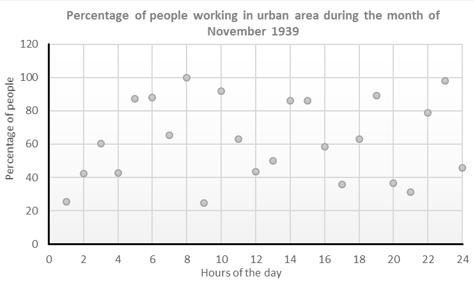 Percentage of people working in urban area during the month of
November 1939
120
100
80
60
40
20
0
Percentage of people
0 2 4 6 8 10 12 14 16 18 20 22 24
Hours of the day